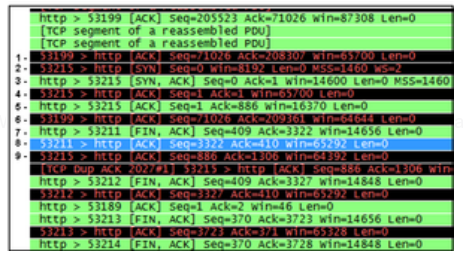 http > 53199 [ACK] Seq=205523 Ack=71026 Win=87308 Len=0
[TCP segment of a reassembled PDU]
[TCP segment of a reassembled PDU]
1- 53199 > http [ACK] Seq=71026 Ack=208307 Win=65700 Len=0
2- 53215 > http [SYN] Seq=0 Win=8192 Len=0 MSS=1460 WS=2
3- http > 53215 [SYN, ACK] Seq=0 Ack=1 Win=14600 Len=0 MSS=1460
4- 53215 > http [ACK] Seq=1 Ack=1 Win=65700 Len=0
5- http > 53215 [ACK] Seq=1 Ack=886 Win=16370 Len=0
6- 53199 > http [ACK] Seq=71026 Ack=209361 Win=64644 Len=0
7- http > 53211 [FIN, ACK] Seq=409 Ack=3322 Win=14656 Len=0
8- 53211 > http [ACK] Seq=3322 Ack=410 Win=65292 Len=0
9- 53215 > http [ACK] Seq=886 Ack=1306 Win=64392 Len=0
[TCP Dup ACK 2027#1] 53215 > http [ACK] Seq=886 Ack=1306 Win=
http > 53212 [FIN, ACK] Seq=409 Ack=3327 Win=14848 Len=0
53212 > http [ACK] Seq=3327 Ack=410 Win=65292 Len=0
http > 53189 [ACK] Seq=1 Ack=2 Win=46 Len=0
http > 53213 [FIN, ACK] Seq=370 Ack=3723 Win=14656 Len=0
53213 > http [ACK] Seq=3723 Ack=371 Win=65328 Len=0
http > 53214 [FIN, ACK] Seq=370 Ack=3728 Win=14848 Len=0